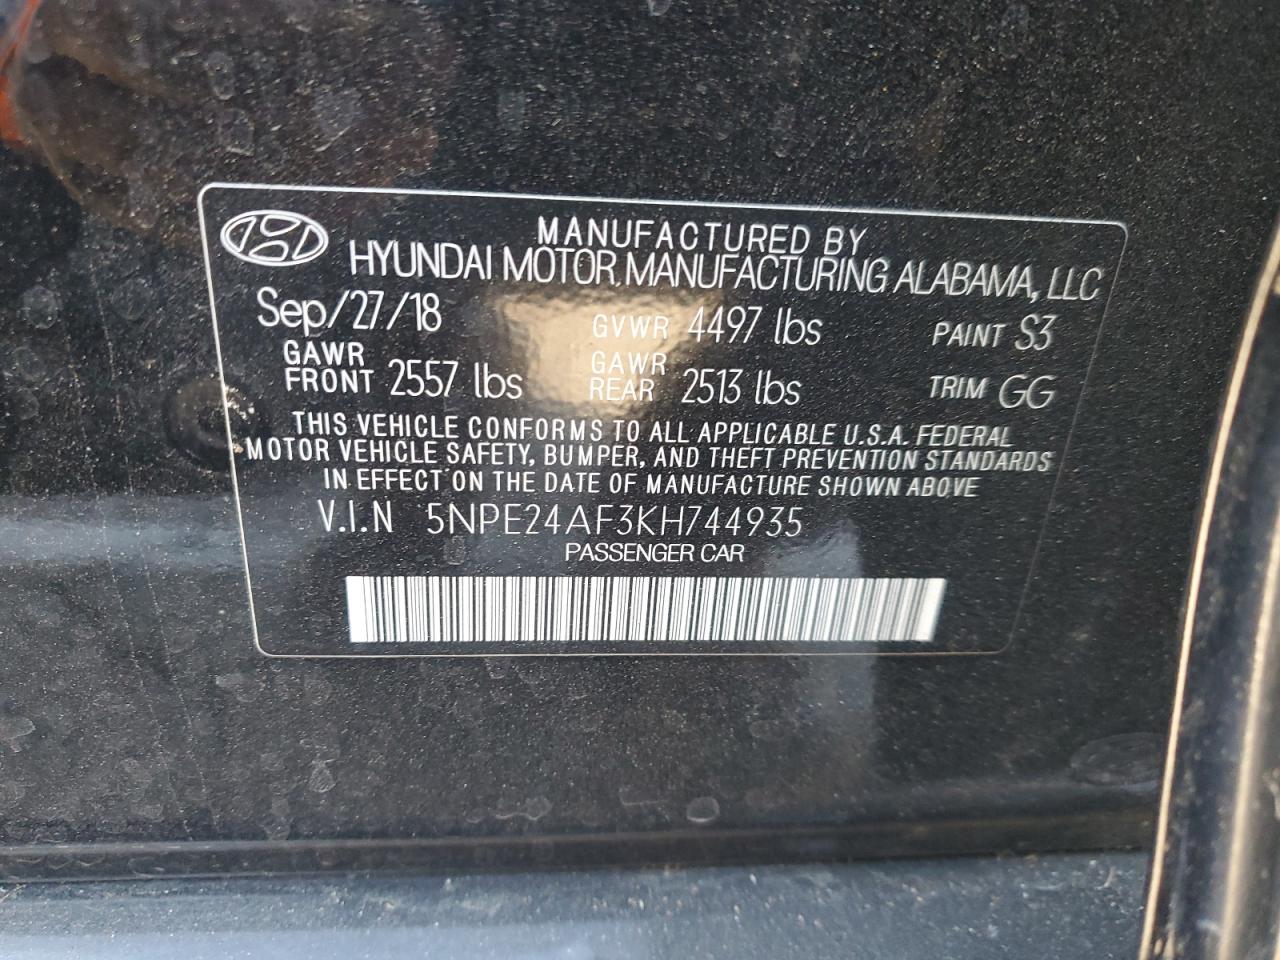 MANUFACTURED BY
HYUNDAI MOTOR MANUFACTURING ALABAMA, LLC
Sep/27/18 GVWR 4497 lbs PAINT S3
GAWR FRONT 2557 lbs GAWR REAR 2513 lbs TRIM GG
THIS VEHICLE CONFORMS TO ALL APPLICABLE U.S.A. FEDERAL
MOTOR VEHICLE SAFETY, BUMPER, AND THEFT PREVENTION STANDARDS
IN EFFECT ON THE DATE OF MANUFACTURE SHOWN ABOVE
V.I.N 5NPE24AF3KH744935
PASSENGER CAR